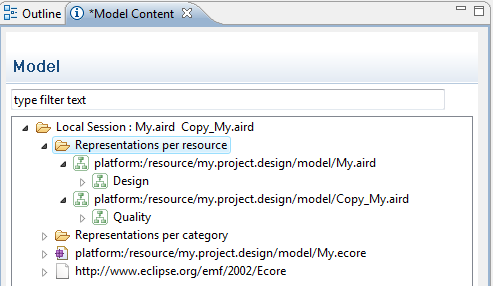 Outline *Model Content
Model
type filter text
Local Session : My.aird Copy_My.aird
Representations per resource
platform:/resource/my.project.design/model/My.aird
Design
platform:/resource/my.project.design/model/Copy_My.aird
Quality
Representations per category
platform:/resource/my.project.design/model/My.ecore
http://www.eclipse.org/emf/2002/Ecore